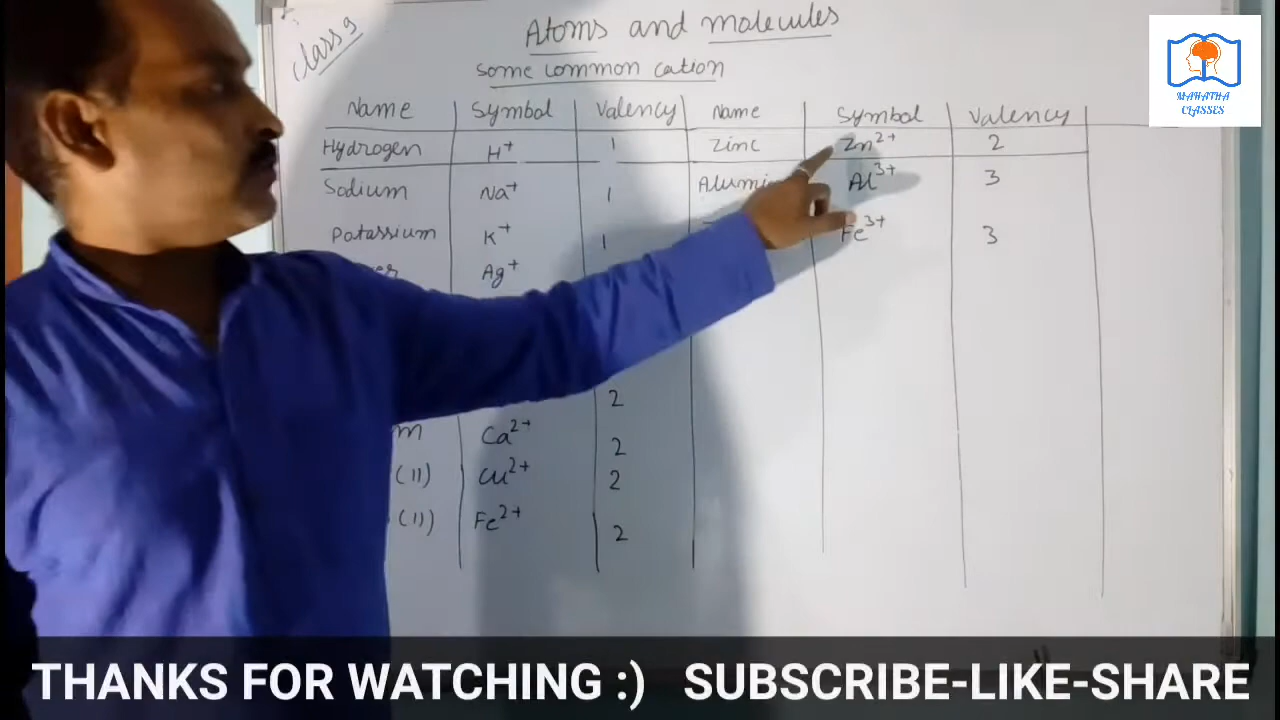 class 9
Atoms and molecules
some common cation
Name Symbol Valency Name Symbol Valency
Hydrogen H⁺ 1 Zinc Zn²⁺ 2
Sodium Na⁺ 1 Al³⁺ 3
Potassium K⁺ 1 Fe³⁺ 3
Ag⁺
2
Ca²⁺ 2
(II) Cu²⁺ 2
(II) Fe²⁺ 2
MAHATHA
CLASSES
THANKS FOR WATCHING :) SUBSCRIBE-LIKE-SHARE